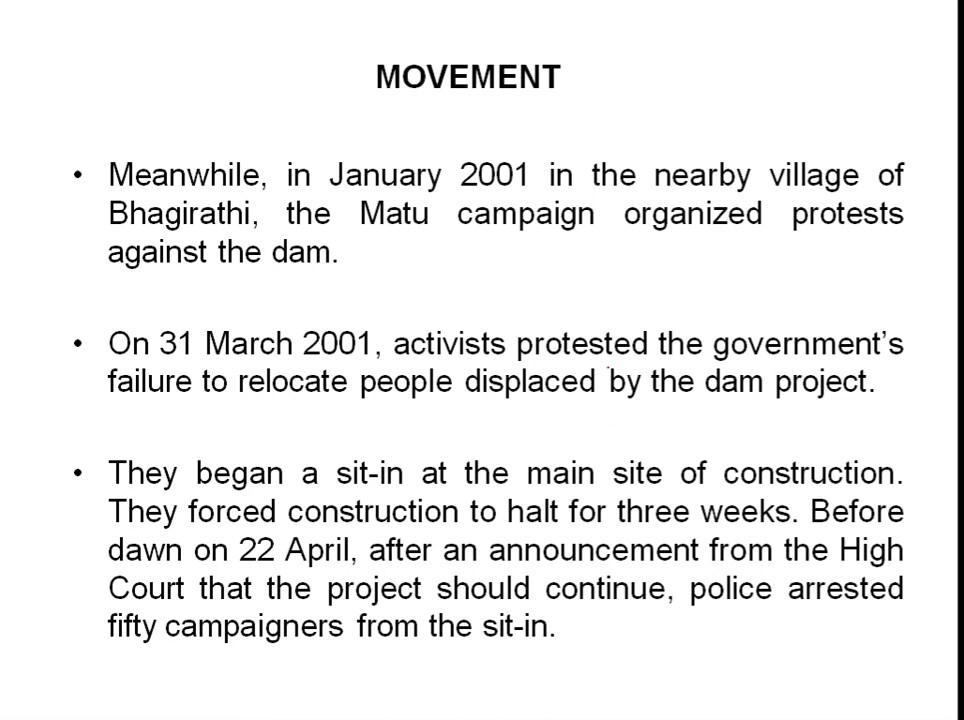 MOVEMENT
• Meanwhile, in January 2001 in the nearby village of
Bhagirathi, the Matu campaign organized protests
against the dam.
• On 31 March 2001, activists protested the government's
failure to relocate people displaced by the dam project.
• They began a sit-in at the main site of construction.
They forced construction to halt for three weeks. Before
dawn on 22 April, after an announcement from the High
Court that the project should continue, police arrested
fifty campaigners from the sit-in.